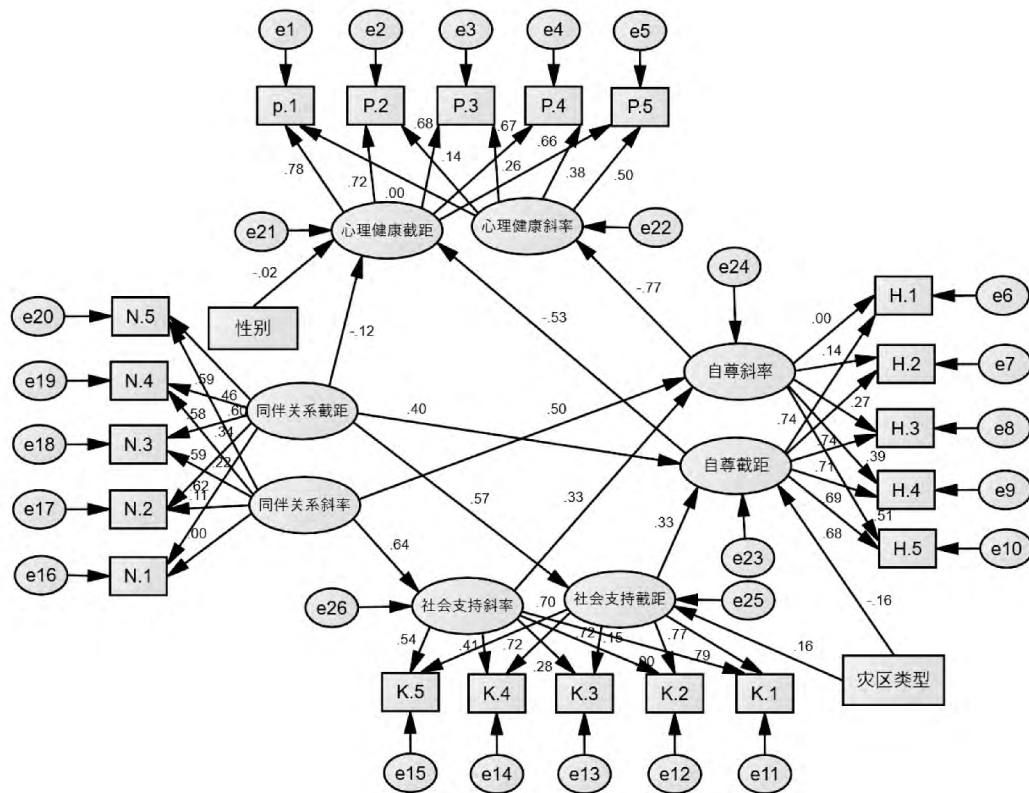 e1 e2 e3 e4 e5
p.1 P.2 P.3 P.4 P.5
.68 .67
.14 .66
.78 .72 .00 .26 .38 .50
e21 心理健康截距 心理健康斜率 e22
-.02
e24
-.77
e20 N.5 性别
-.12 -.53
H.1 e6
.00
.14
e19 N.4 自尊斜率 H.2 e7
.59 .46
同伴关系截距 .40 .50
.27
e18 N.3 .58 .60
.34
.74 .74 H.3 e8
.59 .22
自尊截距 .71 .39
e17 N.2 .62 .11
同伴关系斜率 .57 .33 .69 H.4 e9
.00
.33 .68 .51
e16 N.1 .64 H.5 e10
e23
e26 社会支持斜率 .70 社会支持截距 e25
-.16
.54 .41 .72 .28 .72 .15 .00 .77 .79 .16
K.5 K.4 K.3 K.2 K.1 灾区类型
e15 e14 e13 e12 e11